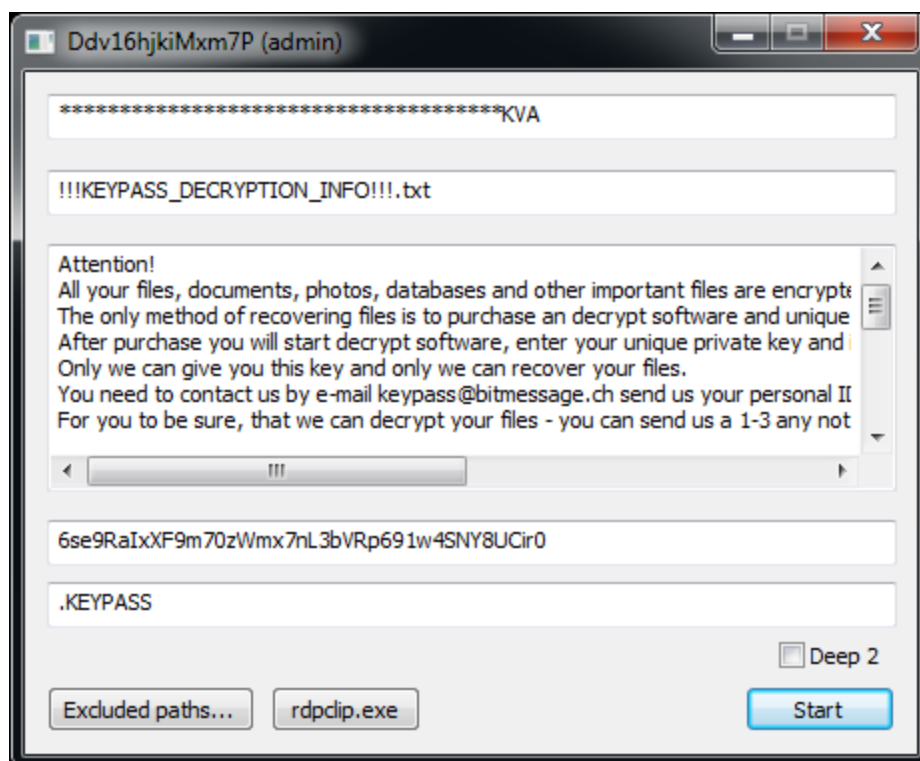 Ddv16hjkiMxm7P (admin)
*************************************KVA
!!!KEYPASS_DECRYPTION_INFO!!!.txt
Attention!
All your files, documents, photos, databases and other important files are encrypte
The only method of recovering files is to purchase an decrypt software and unique
After purchase you will start decrypt software, enter your unique private key and
Only we can give you this key and only we can recover your files.
You need to contact us by e-mail keypass@bitmessage.ch send us your personal ID
For you to be sure, that we can decrypt your files - you can send us a 1-3 any not
6se9RaIxXF9m70zWmx7nL3bVRp691w4SNY8UCir0
.KEYPASS
Deep 2
Excluded paths... rdpclip.exe Start